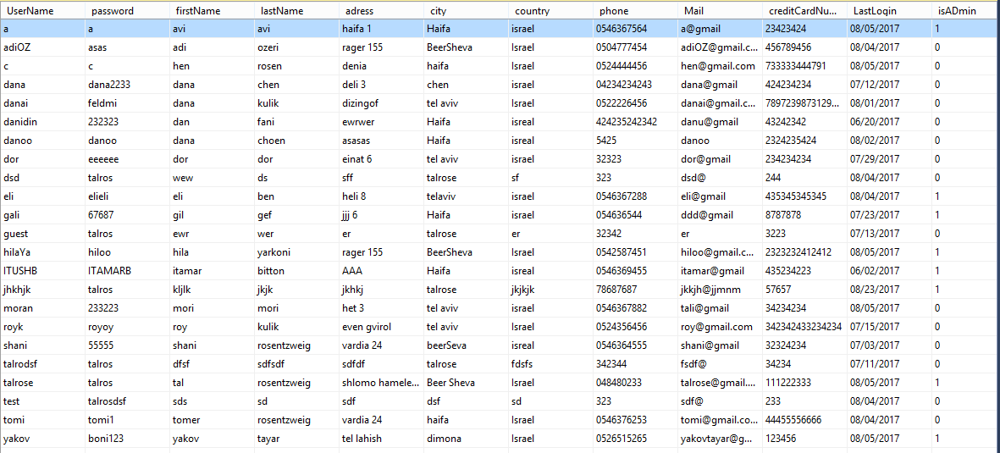 UserName password firstName lastName adress city country phone Mail creditCardNu... LastLogin isADmin
a a avi avi haifa 1 Haifa israel 0546367564 a@gmail 23423424 08/05/2017 1
adiOZ asas adi ozeri rager 155 BeerSheva Israel 0504777454 adiOZ@gmail.c... 456789456 08/04/2017 0
c c hen rosen denia haifa Israel 0524444456 hen@gmail.com 733333444791 08/05/2017 0
dana dana2233 dana chen deli 3 chen israel 04234234243 dana@gmail 424234234 07/12/2017 0
danai feldmi dana kulik dizingof tel aviv Israel 0522226456 danai@gmail.c... 7897239873129... 08/01/2017 0
danidin 232323 dan fani ewrwer Haifa isreal 424235242342 danu@gmail 43242342 06/20/2017 0
danoo danoo dana choen asasas Haifa isreal 5425 danoo 2324235424 08/02/2017 0
dor eeeeee dor dor einat 6 tel aviv israel 32323 dor@gmail 234234234 07/29/2017 0
dsd talros wew ds sff talrose sf 323 dsd@ 244 08/04/2017 0
eli elieli eli ben heli 8 telaviv israel 0546367288 eli@gmail 435345345345 08/04/2017 1
gali 67687 gil gef jjj 6 Haifa israel 054636544 ddd@gmail 8787878 07/23/2017 1
guest talros ewr wer er talrose er 32342 er 3223 07/13/2017 0
hilaYa hiloo hila yarkoni rager 155 BeerSheva Israel 0542587451 hiloo@gmail.c... 2323232412412 08/05/2017 1
ITUSHB ITAMARB itamar bitton AAA Haifa isreal 0546369455 itamar@gmail 435234223 06/02/2017 1
jhkhjk talros kljlk jkjk jkhkj talrose jkjkjk 78687687 jkkjh@jjmnm 57657 08/23/2017 1
moran 233223 mori mori het 3 tel aviv israel 0546367882 tali@gmail 34234234 08/05/2017 0
royk royoy roy kulik even gvirol tel aviv Israel 0524356456 roy@gmail.com 342342433234234 07/15/2017 0
shani 55555 shani rosentzweig vardia 24 beerSeva isreal 0546364555 shani@gmail 32324234 07/03/2017 0
talrodsf talros dfsf sdfsdf sdfdf talrose fdsfs 342344 fsdf@ 34234 07/11/2017 0
talrose talros tal rosentzweig shlomo hamele... Beer Sheva Israel 048480233 talrose@gmail.... 111222333 08/05/2017 1
test talrosdsf sds sd sdf dsf sd 323 sdf@ 233 08/04/2017 0
tomi tomi1 tomer rosentzweig vardia 24 haifa Israel 0546376253 tomi@gmail.co... 44455556666 08/04/2017 0
yakov boni123 yakov tayar tel lahish dimona Israel 0526515265 yakovtayar@g... 123456 08/05/2017 1